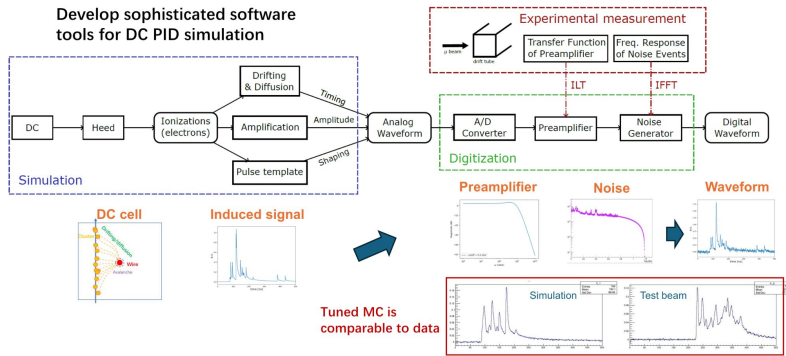 Develop sophisticated software
tools for DC PID simulation
Experimental measurement
μ beam
drift tube
Transfer Function
of Preamplifier
Freq. Response
of Noise Events
ILT
IFFT
DC
Heed
Ionizations
(electrons)
Drifting
& Diffusion
Amplification
Pulse template
Timing
Amplitude
Shaping
Analog
Waveform
A/D
Converter
Preamplifier
Noise
Generator
Digital
Waveform
Simulation
Digitization
DC cell
Induced signal
Preamplifier
Noise
Waveform
Cluster
Drifting/diffusion
Wire
Avalanche
Tuned MC is
comparable to data
Simulation
Test beam